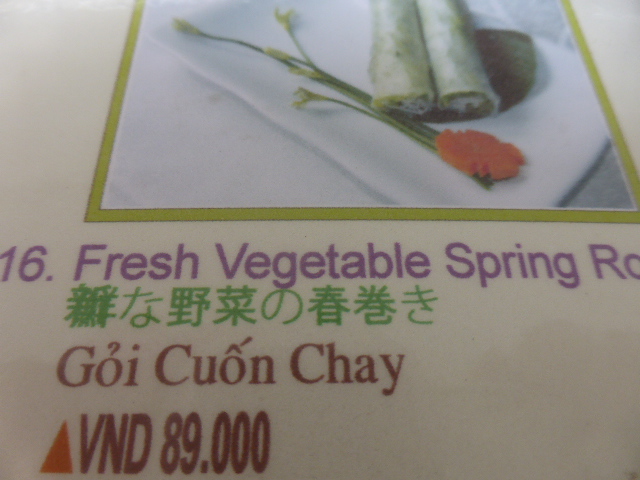 16. Fresh Vegetable Spring Ro
新鮮な野菜の春巻き
Gỏi Cuốn Chay
VND 89.000